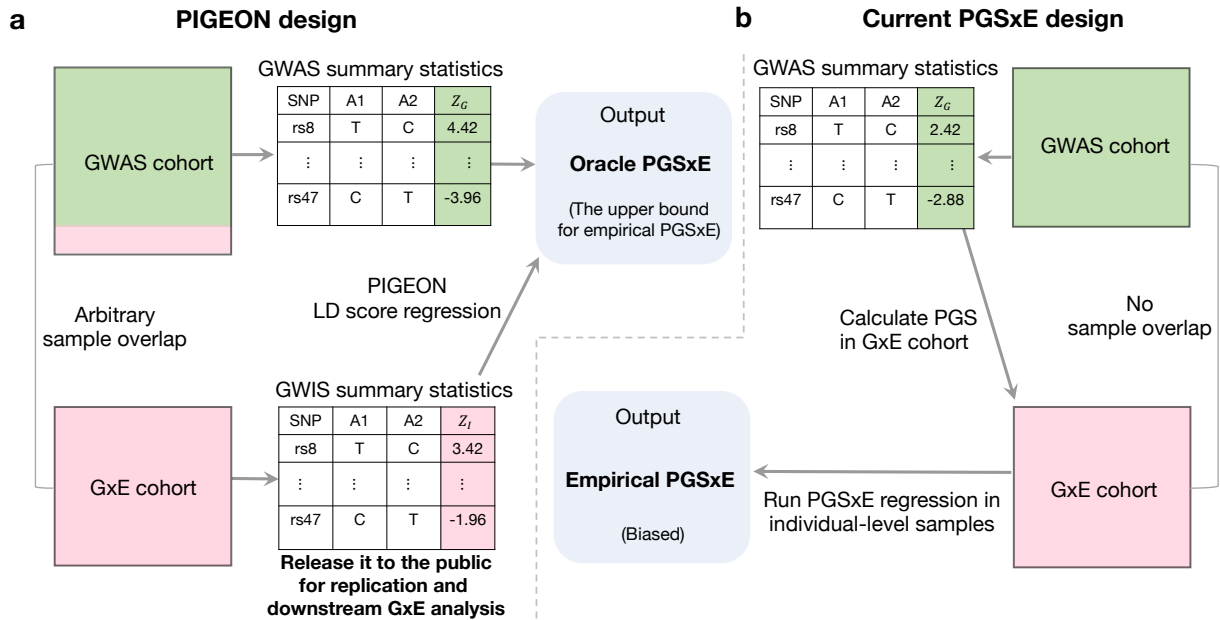 a
PIGEON design
GWAS cohort
GWAS summary statistics
SNP A1 A2 Z_G
rs8 T C 4.42
⋮ ⋮ ⋮ ⋮
rs47 C T -3.96
Output
Oracle PGSxE
(The upper bound
for empirical PGSxE)
PIGEON
LD score regression
Arbitrary
sample overlap
GxE cohort
GWIS summary statistics
SNP A1 A2 Z_I
rs8 T C 3.42
⋮ ⋮ ⋮ ⋮
rs47 C T -1.96
Release it to the public
for replication and
downstream GxE analysis
b
Current PGSxE design
GWAS summary statistics
SNP A1 A2 Z_G
rs8 T C 2.42
⋮ ⋮ ⋮ ⋮
rs47 C T -2.88
GWAS cohort
Calculate PGS
in GxE cohort
No
sample overlap
Output
Empirical PGSxE
(Biased)
Run PGSxE regression in
individual-level samples
GxE cohort